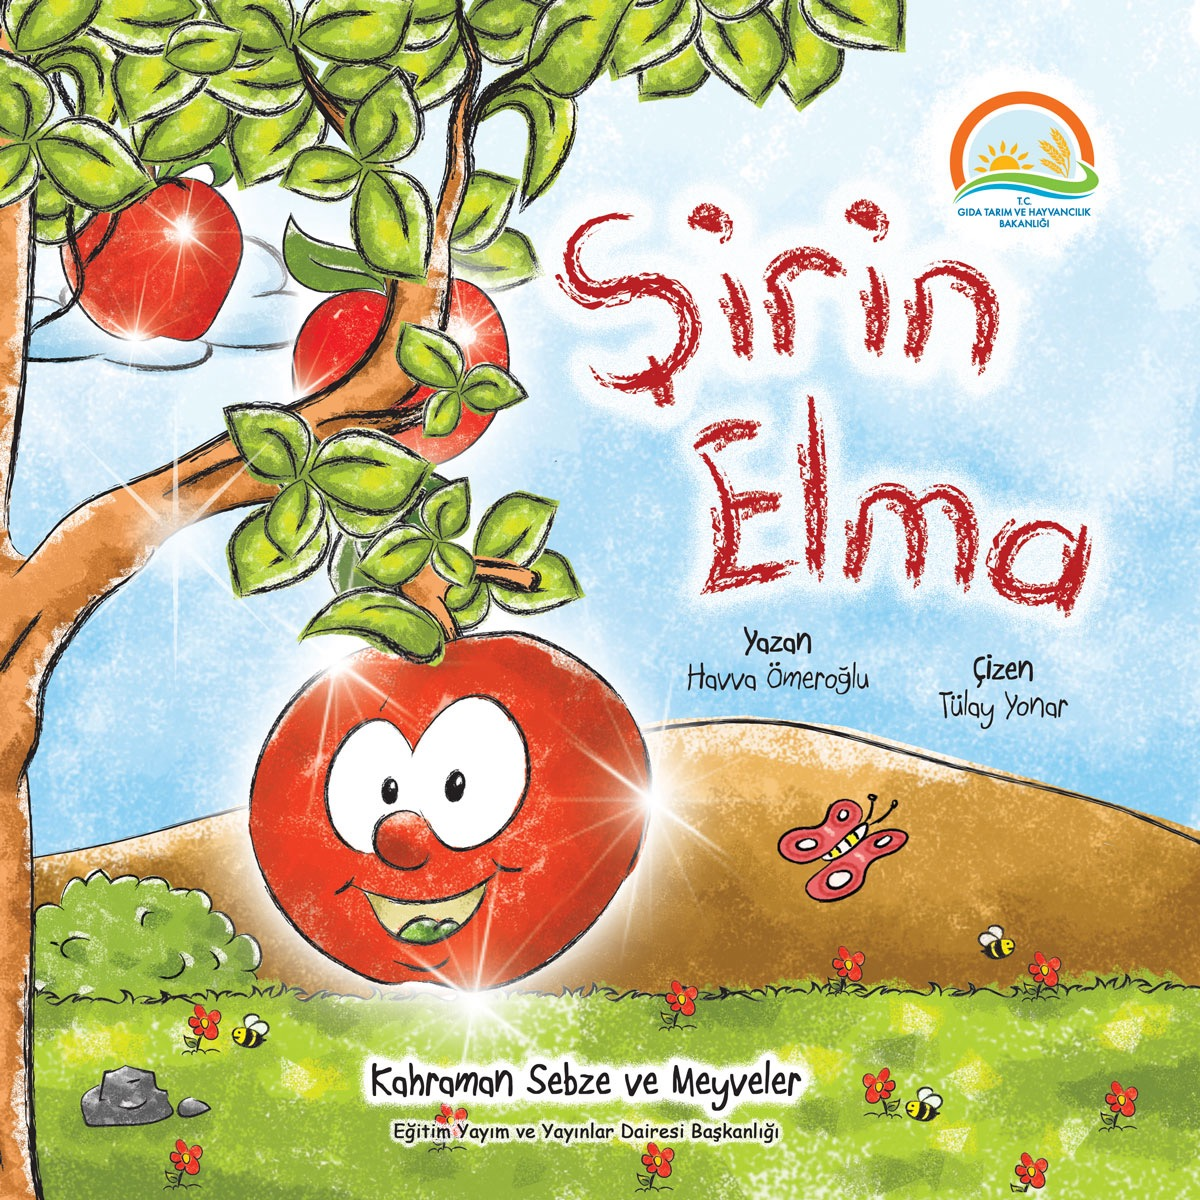 T.C.
GIDA TARIM VE HAYVANCILIK
BAKANLIĞI
Şirin
Elma
Yazan
Havva Ömeroğlu
Çizen
Tülay Yonar
Kahraman Sebze ve Meyveler
Eğitim Yayım ve Yayınlar Dairesi Başkanlığı